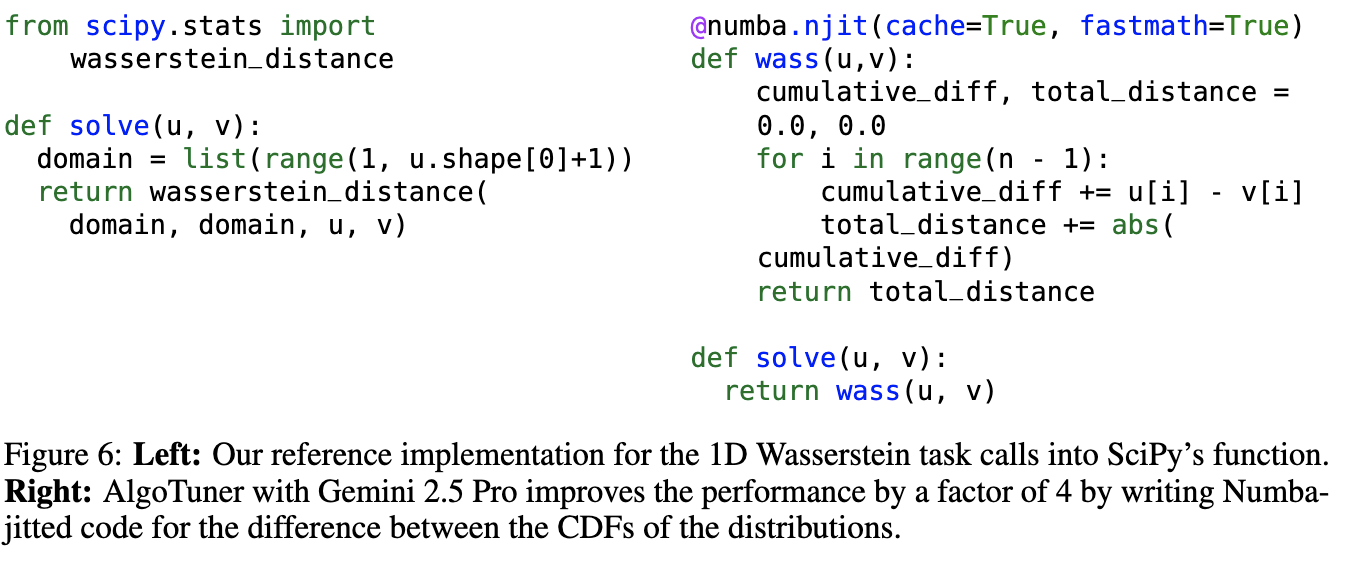 from scipy.stats import
    wasserstein_distance

def solve(u, v):
  domain = list(range(1, u.shape[0]+1))
  return wasserstein_distance(
    domain, domain, u, v)

@numba.njit(cache=True, fastmath=True)
def wass(u,v):
    cumulative_diff, total_distance =
    0.0, 0.0
    for i in range(n - 1):
        cumulative_diff += u[i] - v[i]
        total_distance += abs(
    cumulative_diff)
    return total_distance

def solve(u, v):
  return wass(u, v)

Figure 6: Left: Our reference implementation for the 1D Wasserstein task calls into SciPy’s function.
Right: AlgoTuner with Gemini 2.5 Pro improves the performance by a factor of 4 by writing Numba-
jitted code for the difference between the CDFs of the distributions.